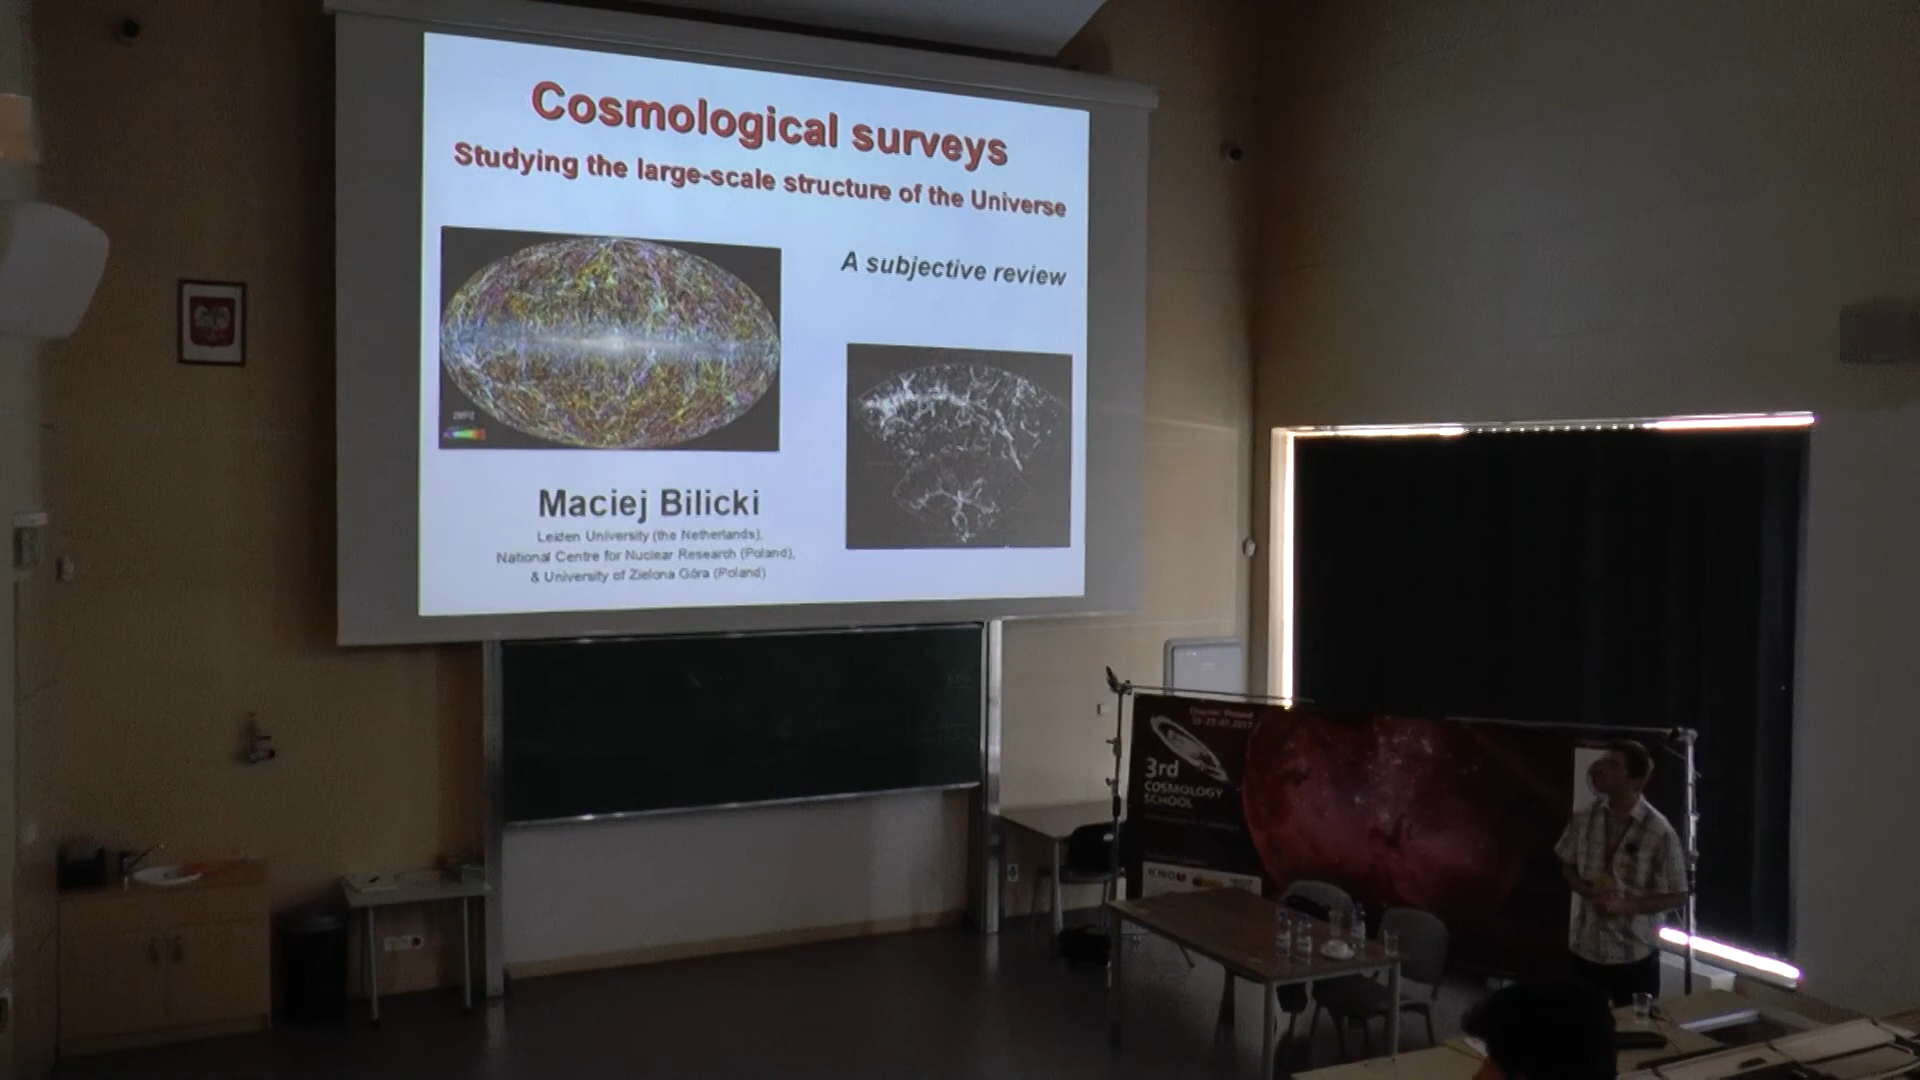 Cosmological surveys
Studying the large-scale structure of the Universe
A subjective review
Maciej Bilicki
Leiden University (the Netherlands),
National Centre for Nuclear Research (Poland),
& University of Zielona Góra (Poland)
3rd
COSMOLOGY
SCHOOL